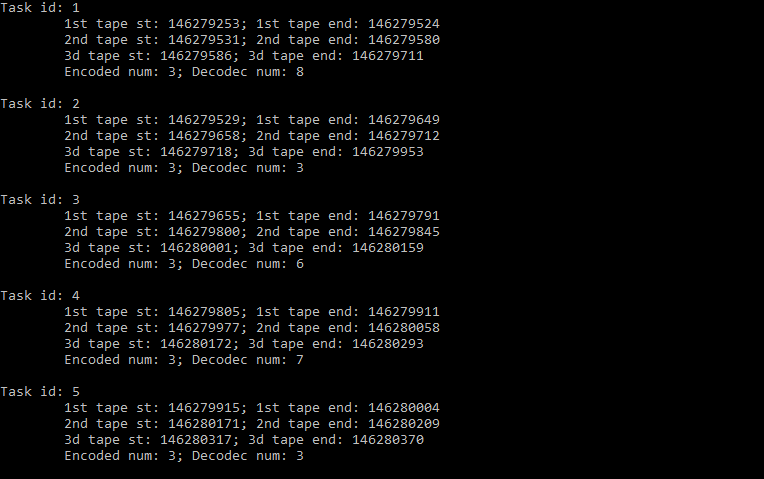 Task id: 1
1st tape st: 146279253; 1st tape end: 146279524
2nd tape st: 146279531; 2nd tape end: 146279580
3d tape st: 146279586; 3d tape end: 146279711
Encoded num: 3; Decodec num: 8
Task id: 2
1st tape st: 146279529; 1st tape end: 146279649
2nd tape st: 146279658; 2nd tape end: 146279712
3d tape st: 146279718; 3d tape end: 146279953
Encoded num: 3; Decodec num: 3
Task id: 3
1st tape st: 146279655; 1st tape end: 146279791
2nd tape st: 146279800; 2nd tape end: 146279845
3d tape st: 146280001; 3d tape end: 146280159
Encoded num: 3; Decodec num: 6
Task id: 4
1st tape st: 146279805; 1st tape end: 146279911
2nd tape st: 146279977; 2nd tape end: 146280058
3d tape st: 146280172; 3d tape end: 146280293
Encoded num: 3; Decodec num: 7
Task id: 5
1st tape st: 146279915; 1st tape end: 146280004
2nd tape st: 146280171; 2nd tape end: 146280209
3d tape st: 146280317; 3d tape end: 146280370
Encoded num: 3; Decodec num: 3